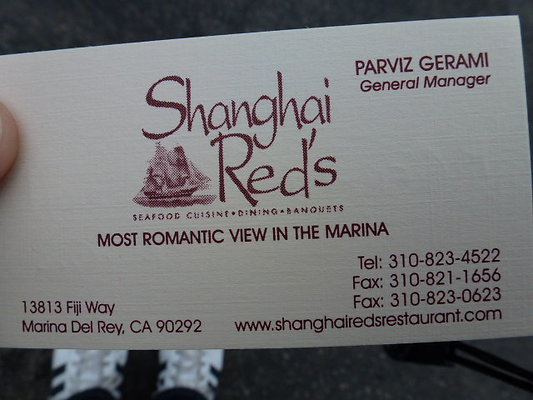 PARVIZ GERAMI
General Manager
Shanghai
Red's
SEAFOOD CUISINE•DINING•BANQUETS
MOST ROMANTIC VIEW IN THE MARINA
Tel: 310-823-4522
Fax: 310-821-1656
Fax: 310-823-0623
13813 Fiji Way
Marina Del Rey, CA 90292
www.shanghairedsrestaurant.com